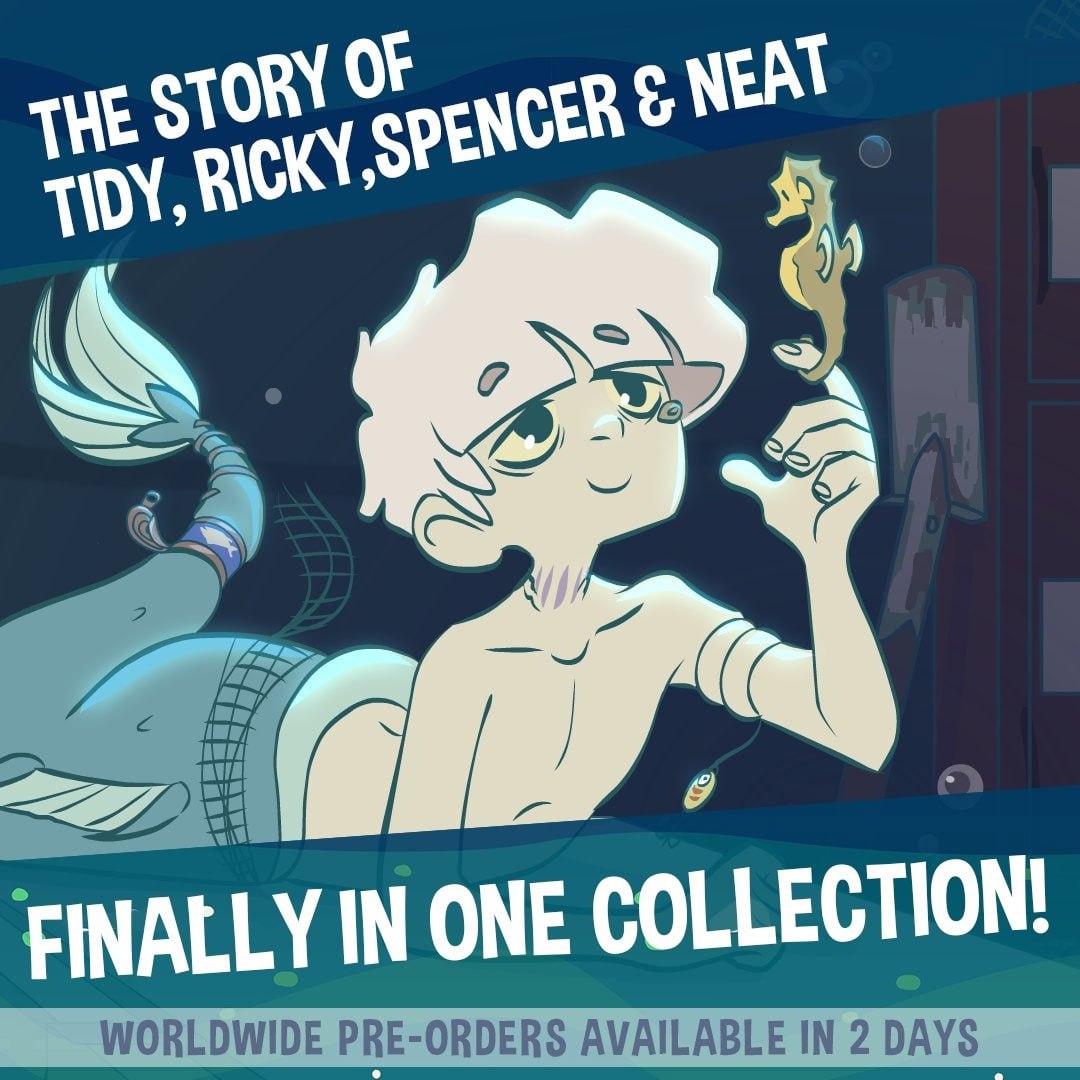 THE STORY OF
TIDY, RICKY,SPENCER & NEAT
FINALLY IN ONE COLLECTION!
WORLDWIDE PRE-ORDERS AVAILABLE IN 2 DAYS